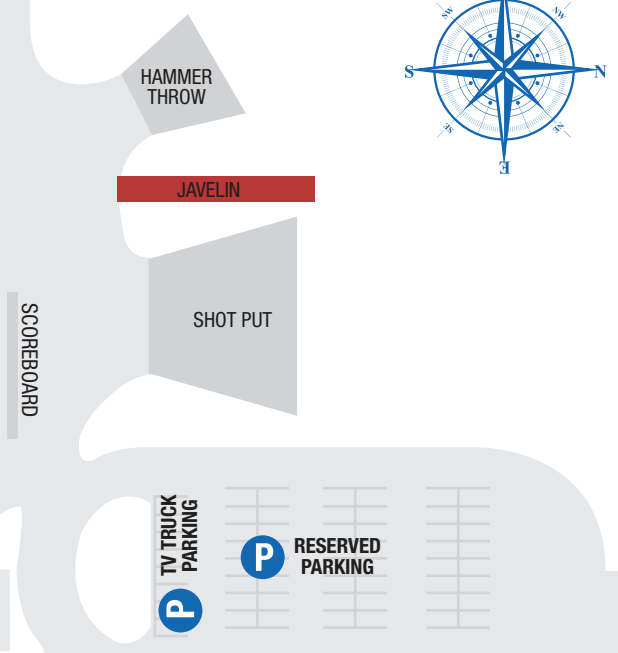 SW
NW
HAMMER
THROW
S
N
SE
NE
E
JAVELIN
SHOT PUT
SCOREBOARD
TV TRUCK
PARKING
P
P
RESERVED
PARKING